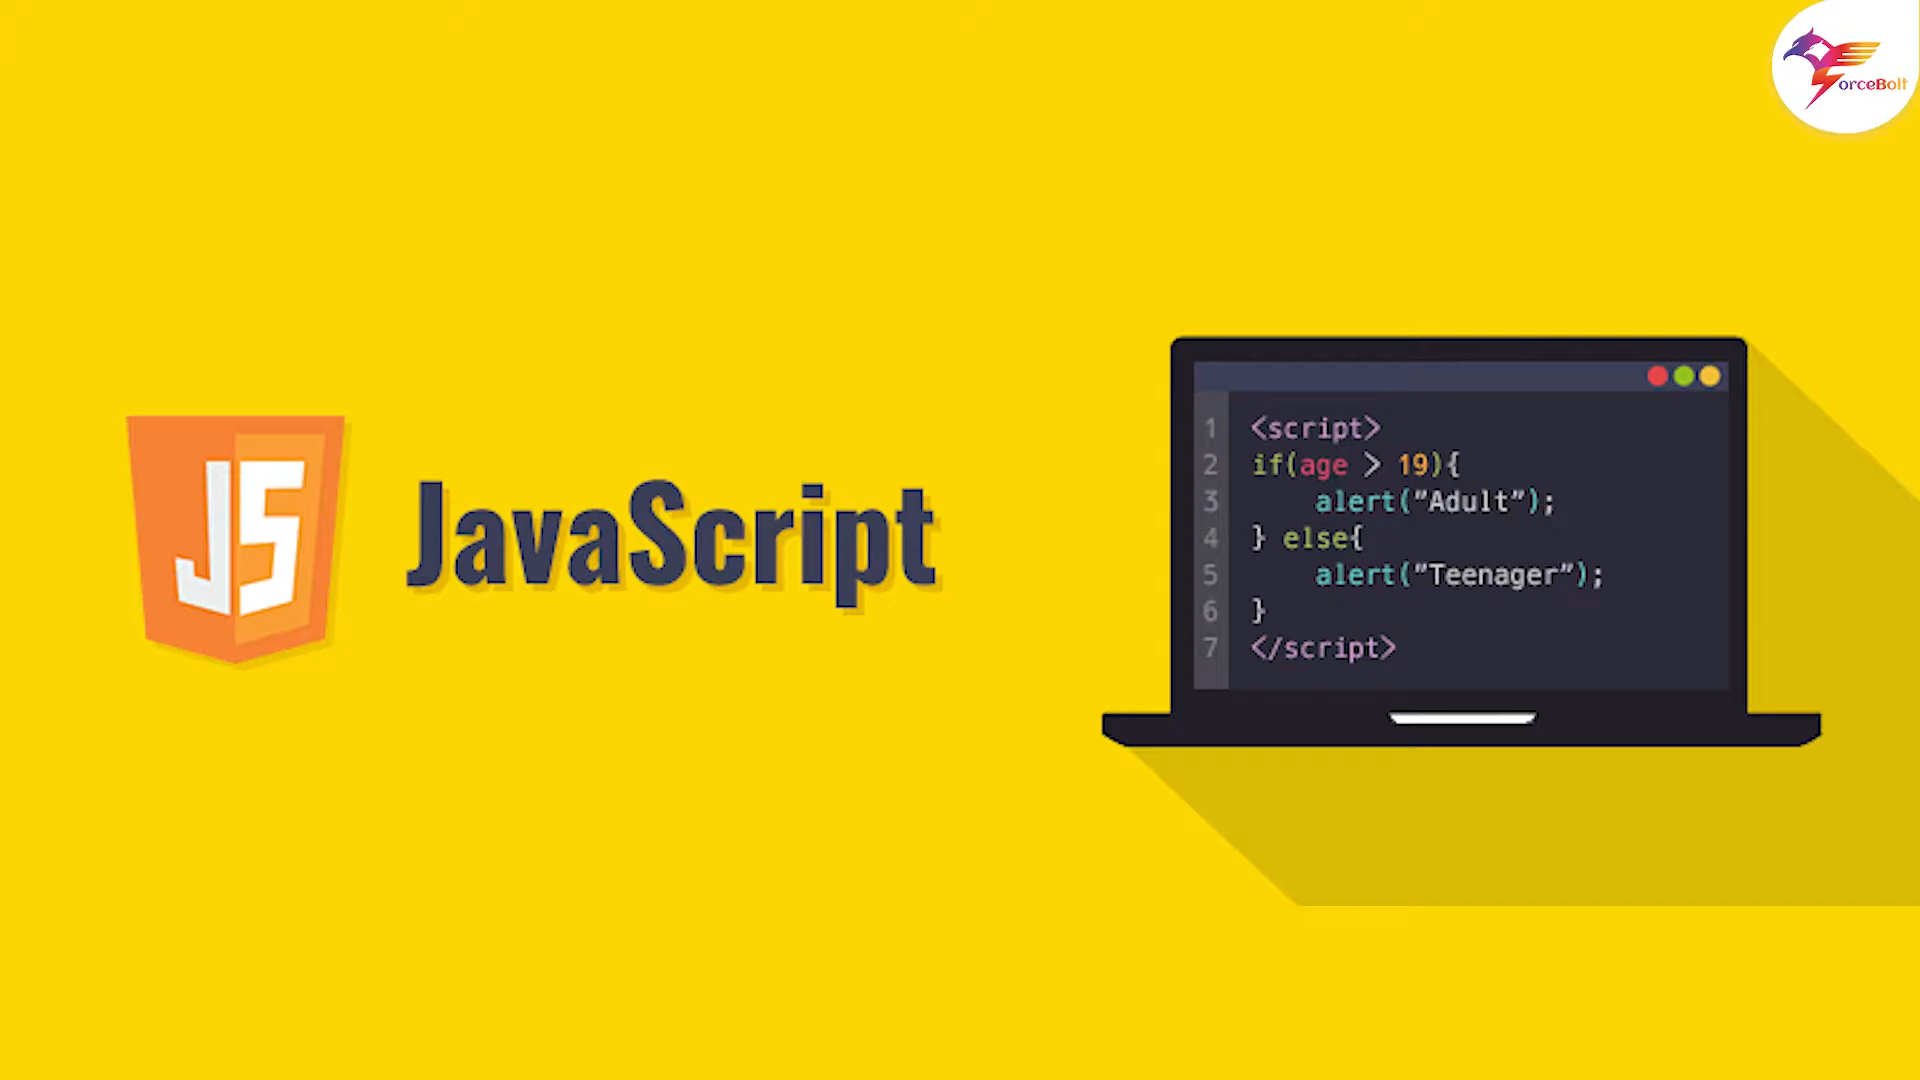 orceBolt
JS
JavaScript
1 <script>
2 if(age > 19){
3 alert("Adult");
4 } else{
5 alert("Teenager");
6 }
7 </script>